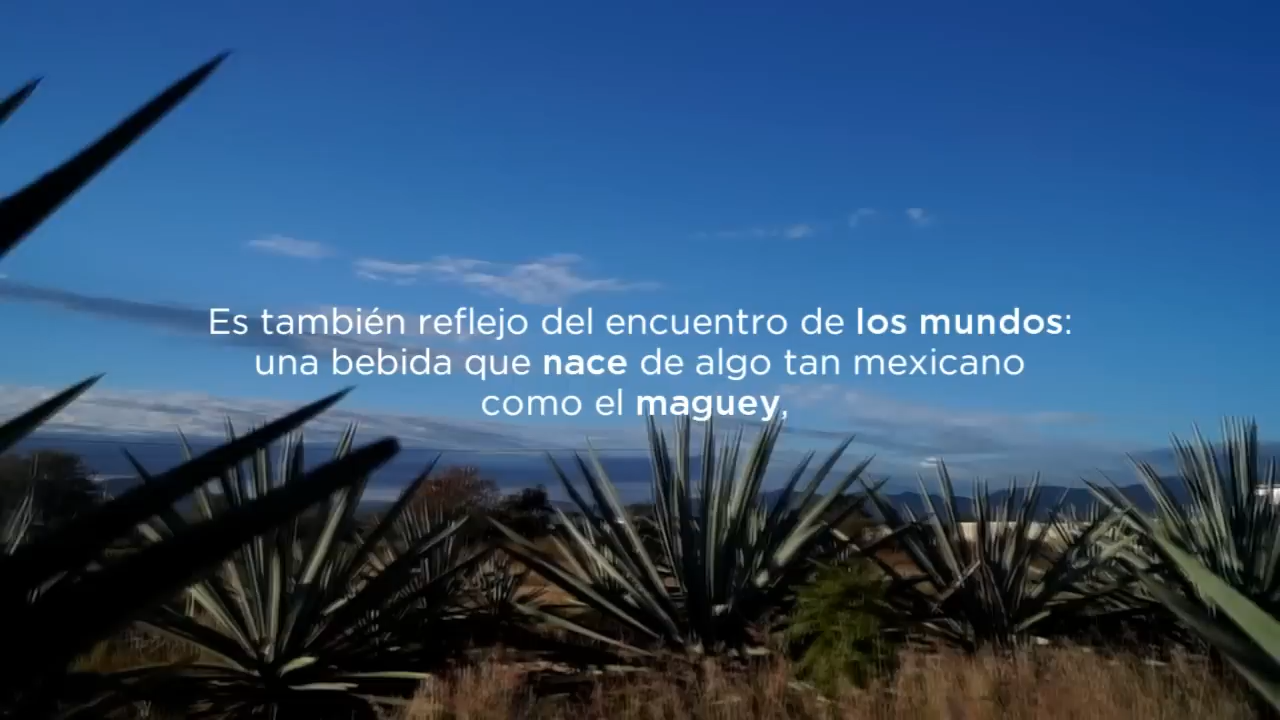 Es también reflejo del encuentro de los mundos:
una bebida que nace de algo tan mexicano
como el maguey,